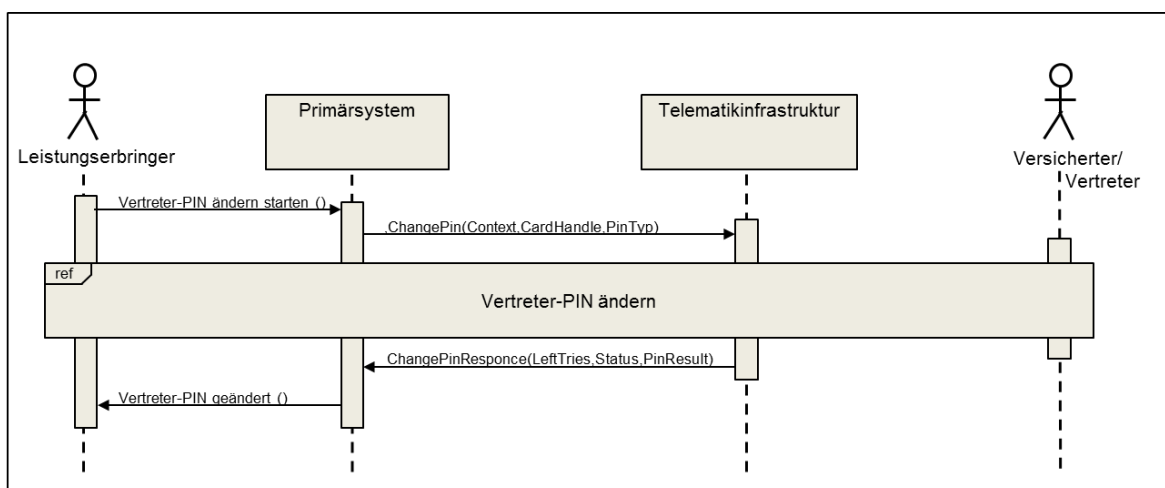 Primärsystem
Telematikinfrastruktur
Leistungserbringer
Versicherter/
Vertreter
Vertreter-PIN ändern starten ()
,ChangePin(Context,CardHandle,PinTyp)
ref
Vertreter-PIN ändern
ChangePinResponce(LeftTries,Status,PinResult)
Vertreter-PIN geändert ()